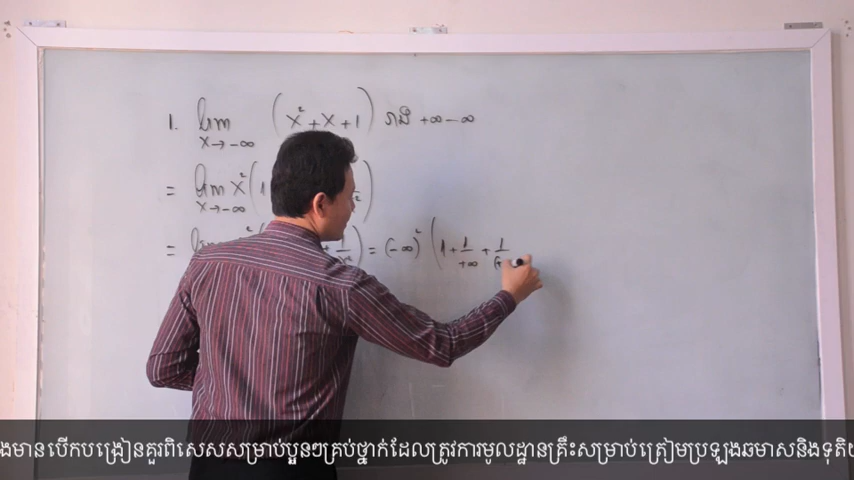 1. lim (x² + x + 1) រាង +∞ - ∞
x → -∞
= lim x² (1
x → -∞
= (-∞)² (1 + 1/+∞ + 1/(+
ងមានបើកបង្រៀនគួរពិសេសសម្រាប់ប្អូនៗគ្រប់ថ្នាក់ដែលត្រូវការមូលដ្ឋានគ្រឹះសម្រាប់ត្រៀមប្រឡងឆមាសនិងទុតិយ